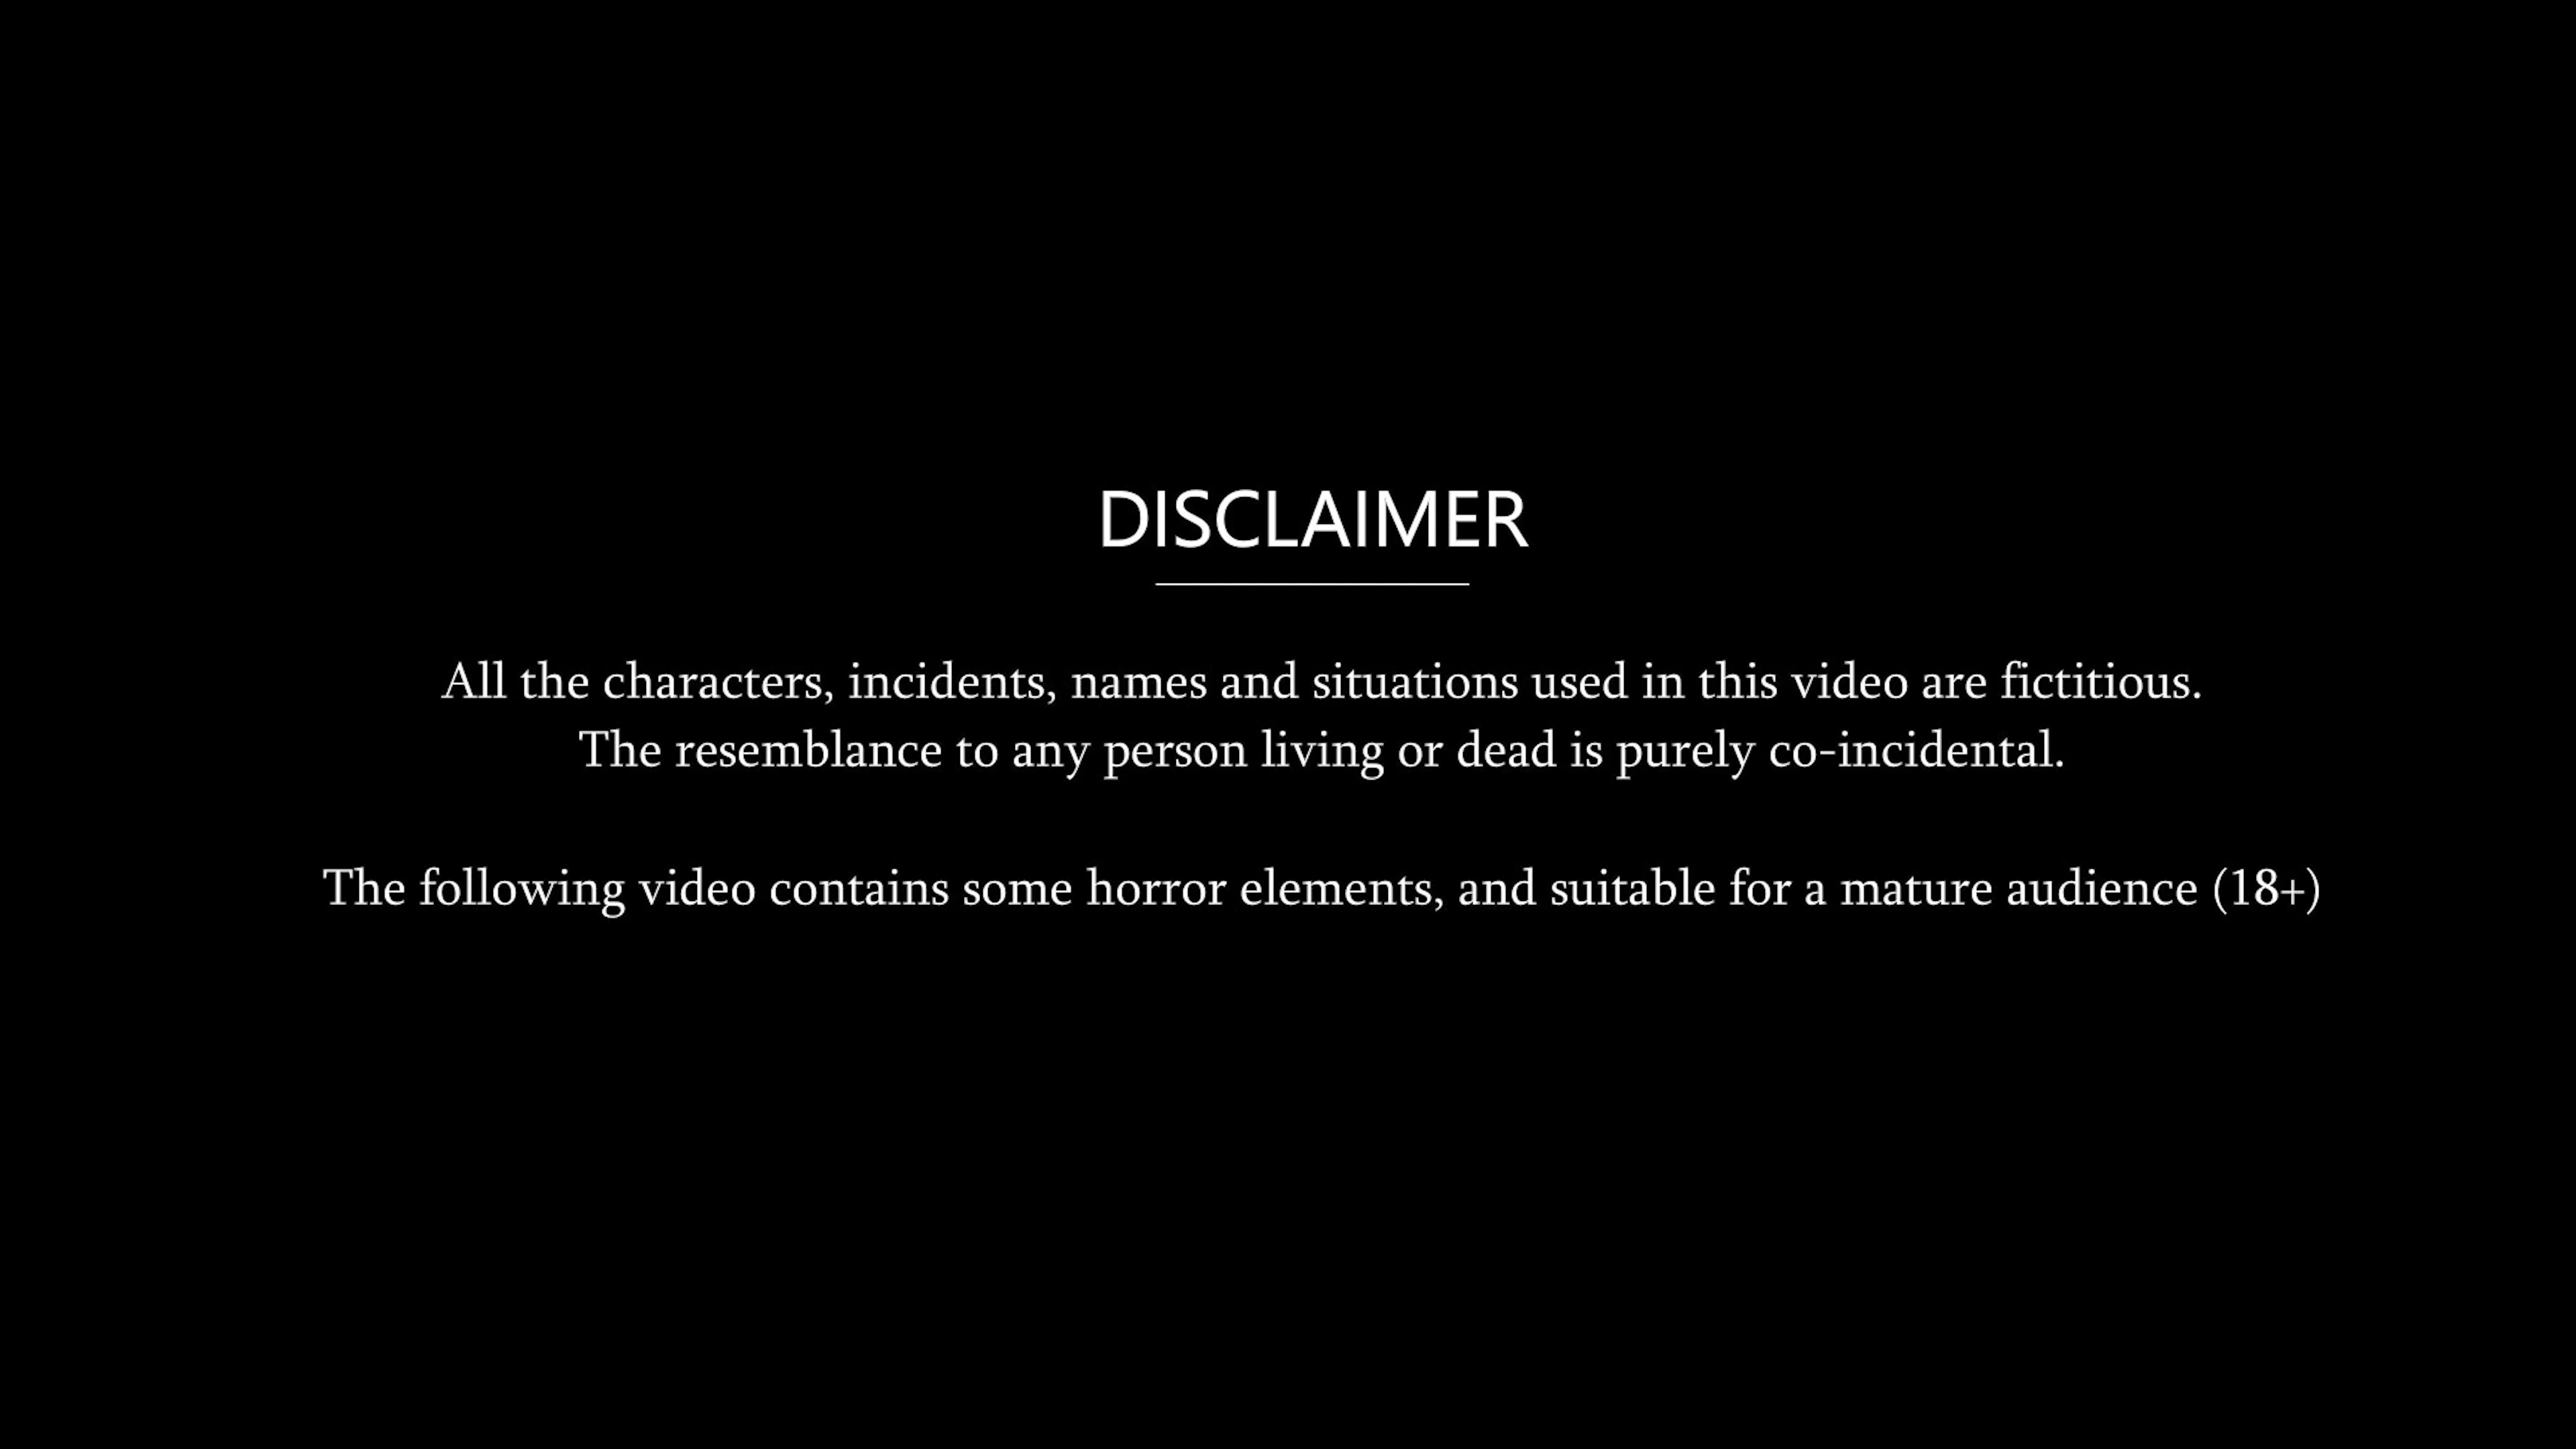 DISCLAIMER
All the characters, incidents, names and situations used in this video are fictitious.
The resemblance to any person living or dead is purely co-incidental.
The following video contains some horror elements, and suitable for a mature audience (18+)